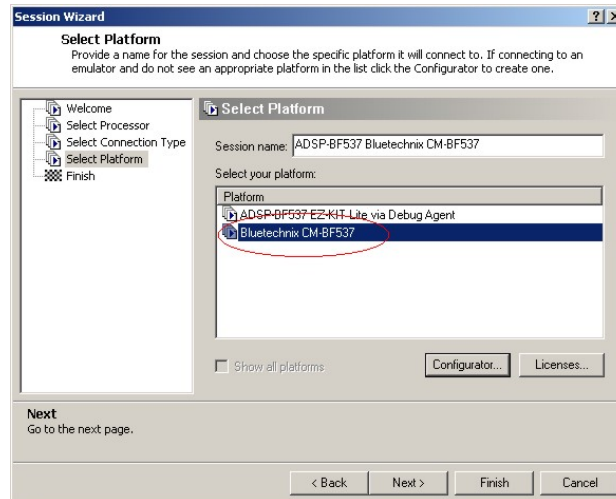 Session Wizard
Select Platform
Provide a name for the session and choose the specific platform it will connect to. If connecting to an
emulator and do not see an appropriate platform in the list click the Configurator to create one.
Welcome
Select Processor
Select Connection Type
Select Platform
Finish
Select Platform
Session name: ADSP-BF537 Bluetechnix CM-BF537
Select your platform:
Platform
ADSP-BF537 EZ-KIT Lite via Debug Agent
Bluetechnix CM-BF537
Show all platforms
Configurator...
Licenses...
Next
Go to the next page.
< Back
Next >
Finish
Cancel